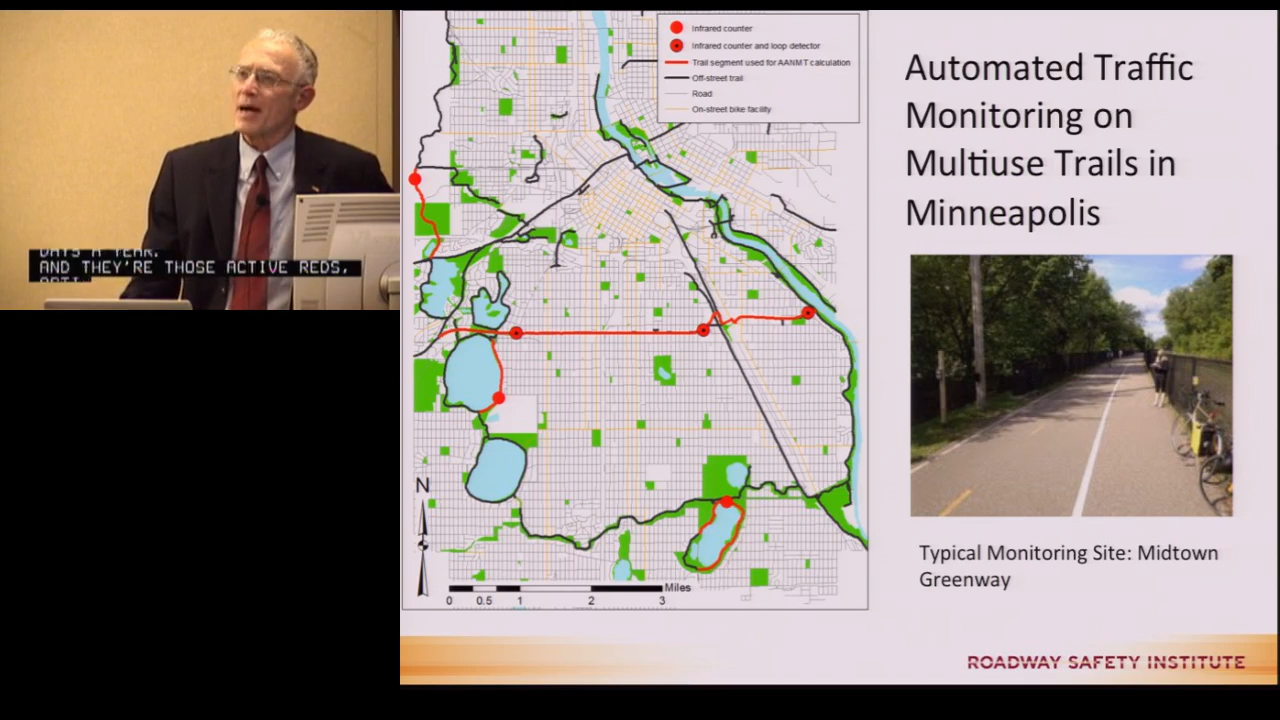 DAYS A YEAR.
AND THEY'RE THOSE ACTIVE REDS,
Infrared counter
Infrared counter and loop detector
Trail segment used for AANMT calculation
Off-street trail
Road
On-street bike facility
N
Miles
0 0.5 1 2 3
Automated Traffic
Monitoring on
Multiuse Trails in
Minneapolis
Typical Monitoring Site: Midtown
Greenway
ROADWAY SAFETY INSTITUTE